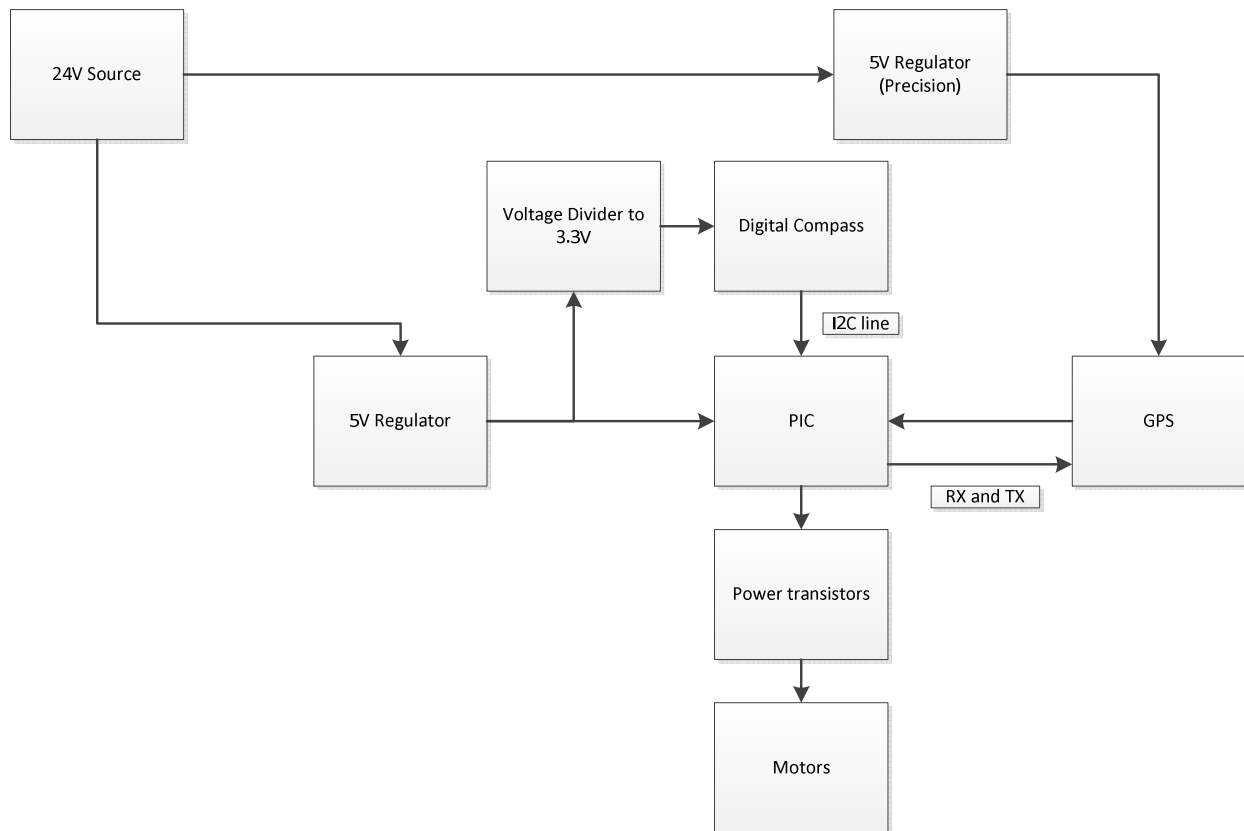 24V Source
5V Regulator
(Precision)
Voltage Divider to
3.3V
Digital Compass
I2C line
5V Regulator
PIC
GPS
RX and TX
Power transistors
Motors